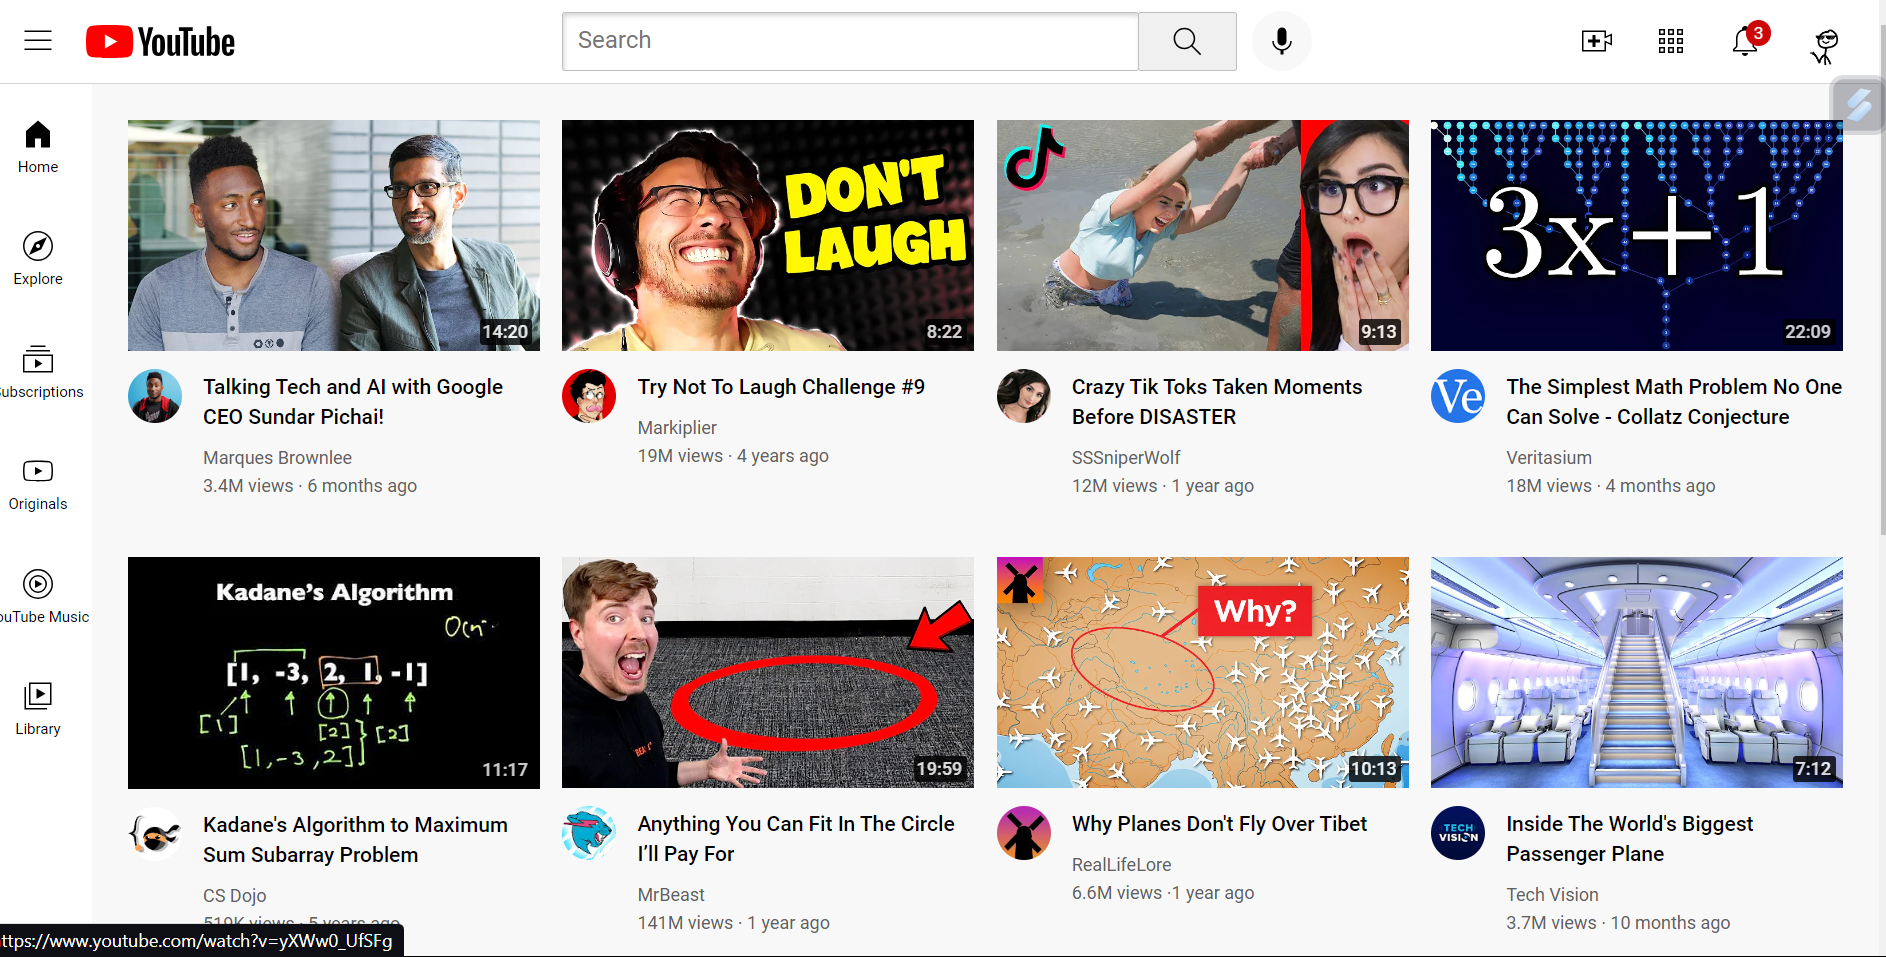 YouTube
Search
3
Home
Explore
ubscriptions
Originals
ouTube Music
Library
14:20
Talking Tech and AI with Google
CEO Sundar Pichai!
Marques Brownlee
3.4M views · 6 months ago
DON'T
LAUGH
8:22
Try Not To Laugh Challenge #9
Markiplier
19M views · 4 years ago
9:13
Crazy Tik Toks Taken Moments
Before DISASTER
SSSniperWolf
12M views · 1 year ago
3x+1
22:09
Ve
The Simplest Math Problem No One
Can Solve - Collatz Conjecture
Veritasium
18M views · 4 months ago
Kadane's Algorithm
[1, -3, 2, 1, -1]
[1]
[2]
[2]
[1,-3,2]
11:17
Kadane's Algorithm to Maximum
Sum Subarray Problem
CS Dojo
519K views · 5 years ago
19:59
Anything You Can Fit In The Circle
I'll Pay For
MrBeast
141M views · 1 year ago
Why?
10:13
Why Planes Don't Fly Over Tibet
RealLifeLore
6.6M views ·1 year ago
7:12
TECH
VISION
Inside The World's Biggest
Passenger Plane
Tech Vision
3.7M views · 10 months ago
ttps://www.youtube.com/watch?v=yXWw0_UfSFg